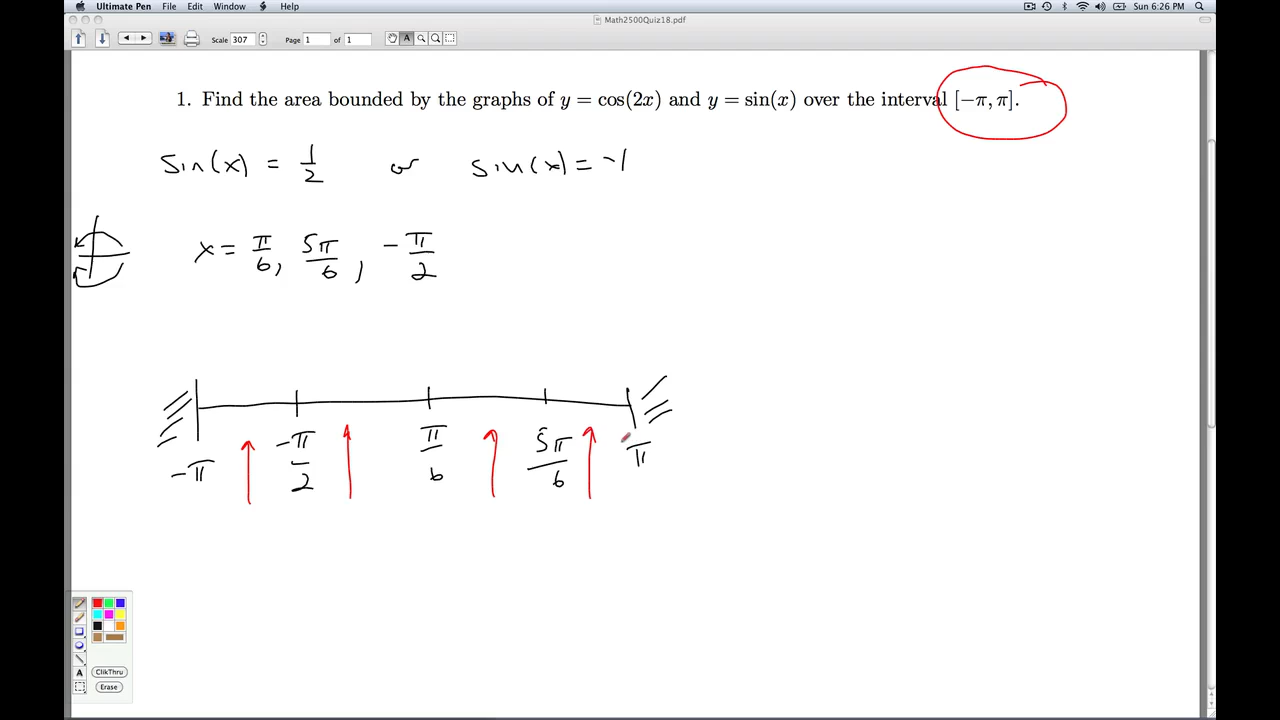 Ultimate Pen File Edit Window Help Sun 6:26 PM
Math2500Quiz18.pdf
Scale 307 Page 1 of 1
1. Find the area bounded by the graphs of y = cos(2x) and y = sin(x) over the interval [−π, π].
sin(x) = 1/2 or sin(x) = -1
x = π/6, 5π/6, -π/2
-π -π/2 π/6 5π/6 π
A
ClikThru
Erase